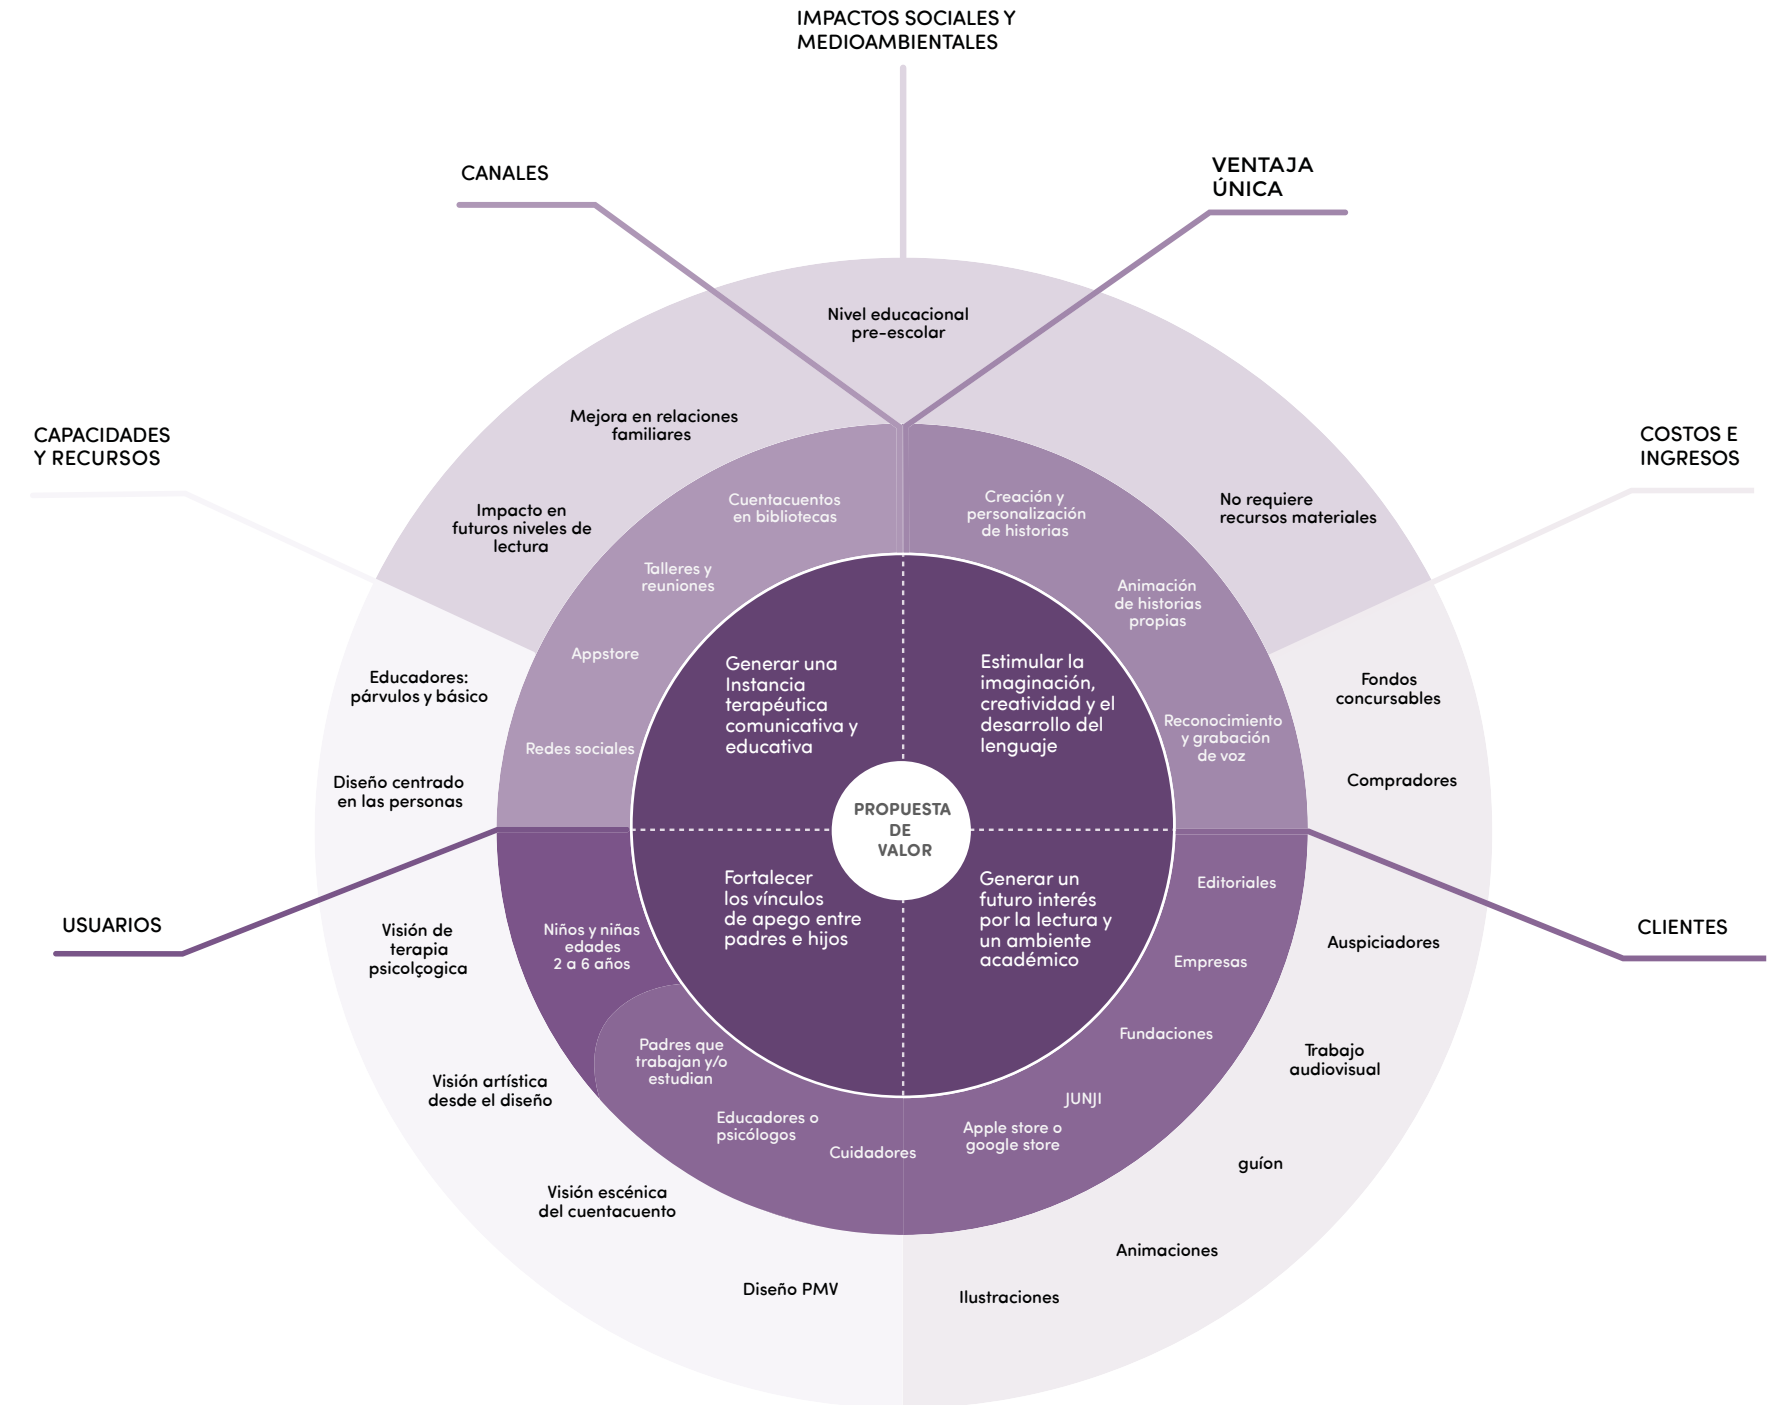 IMPACTOS SOCIALES Y
MEDIOAMBIENTALES
CANALES
VENTAJA
ÚNICA
CAPACIDADES
Y RECURSOS
COSTOS E
INGRESOS
USUARIOS
CLIENTES
Nivel educacional
pre-escolar
Mejora en relaciones
familiares
Impacto en
futuros niveles de
lectura
No requiere
recursos materiales
Cuentacuentos
en bibliotecas
Talleres y
reuniones
Appstore
Redes sociales
Creación y
personalización
de historias
Animación
de historias
propias
Reconocimiento
y grabación
de voz
Educadores:
párvulos y básico
Diseño centrado
en las personas
Visión de
terapia
psicolçogica
Visión artística
desde el diseño
Visión escénica
del cuentacuento
Diseño PMV
Fondos
concursables
Compradores
Auspiciadores
Trabajo
audiovisual
guíon
Animaciones
Ilustraciones
Generar una
Instancia
terapéutica
comunicativa y
educativa
Estimular la
imaginación,
creatividad y el
desarrollo del
lenguaje
PROPUESTA
DE
VALOR
Fortalecer
los vínculos
de apego entre
padres e hijos
Generar un
futuro interés
por la lectura y
un ambiente
académico
Niños y niñas
edades
2 a 6 años
Padres que
trabajan y/o
estudian
Educadores o
psicólogos
Cuidadores
Editoriales
Empresas
Fundaciones
JUNJI
Apple store o
google store